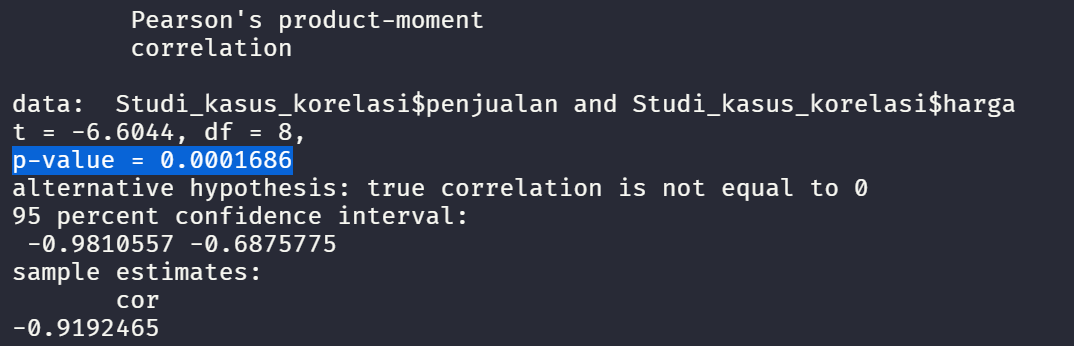 Pearson's product-moment
correlation
data: Studi_kasus_korelasi$penjualan and Studi_kasus_korelasi$harga
t = -6.6044, df = 8,
p-value = 0.0001686
alternative hypothesis: true correlation is not equal to 0
95 percent confidence interval:
-0.9810557 -0.6875775
sample estimates:
cor
-0.9192465